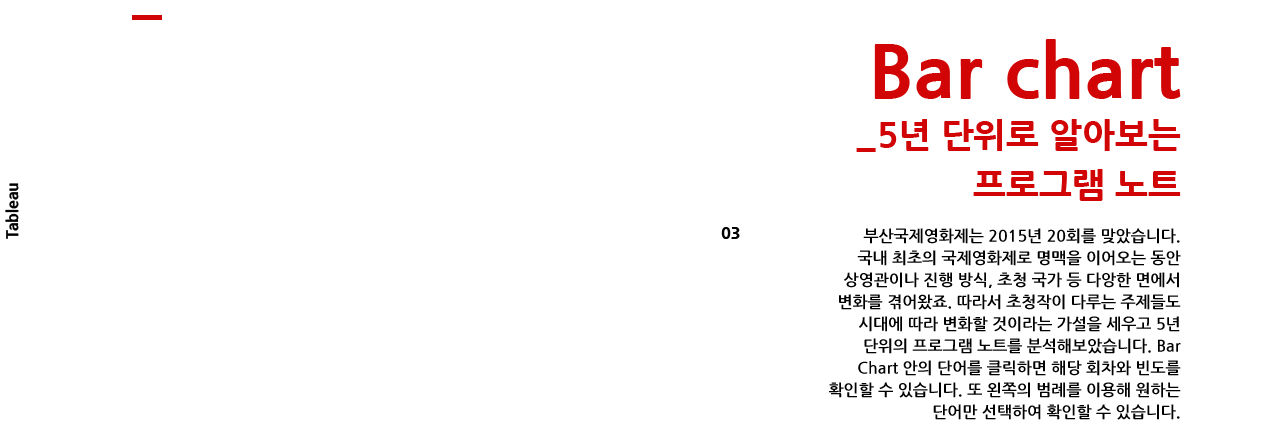 Bar chart
_5년 단위로 알아보는
프로그램 노트
Tableau
03
부산국제영화제는 2015년 20회를 맞았습니다.
국내 최초의 국제영화제로 명맥을 이어오는 동안
상영관이나 진행 방식, 초청 국가 등 다양한 면에서
변화를 겪어왔죠. 따라서 초청작이 다루는 주제들도
시대에 따라 변화할 것이라는 가설을 세우고 5년
단위의 프로그램 노트를 분석해보았습니다. Bar
Chart 안의 단어를 클릭하면 해당 회차와 빈도를
확인할 수 있습니다. 또 왼쪽의 범례를 이용해 원하는
단어만 선택하여 확인할 수 있습니다.